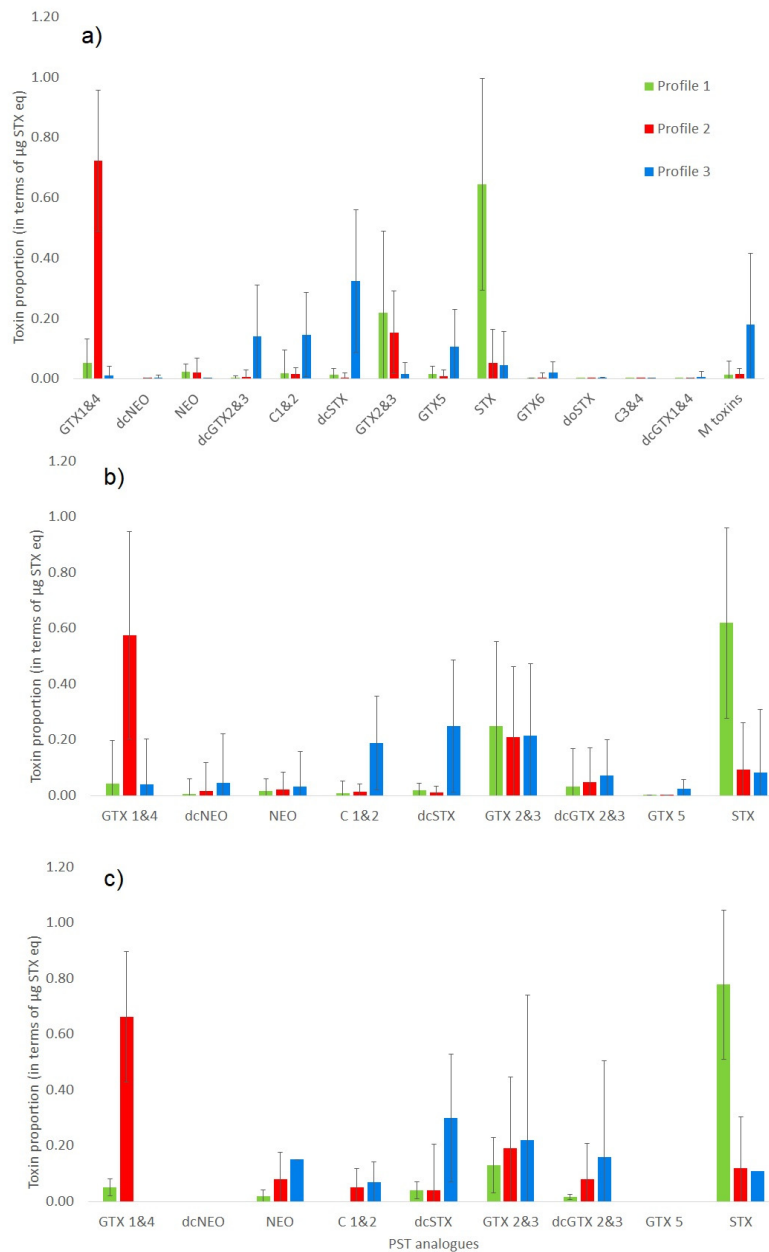 a)
Toxin proportion (in terms of µg STX eq)
1.20
1.00
0.80
0.60
0.40
0.20
0.00
Profile 1
Profile 2
Profile 3
GTX1&4 dcNEO NEO dcGTX2&3 C1&2 dcSTX GTX2&3 GTX5 STX GTX6 doSTX C3&4 dcGTX1&4 M toxins
b)
Toxin proportion (in terms of µg STX eq)
1.20
1.00
0.80
0.60
0.40
0.20
0.00
GTX 1&4 dcNEO NEO C 1&2 dcSTX GTX 2&3 dcGTX 2&3 GTX 5 STX
c)
Toxin proportion (in terms of µg STX eq)
1.20
1.00
0.80
0.60
0.40
0.20
0.00
GTX 1&4 dcNEO NEO C 1&2 dcSTX GTX 2&3 dcGTX 2&3 GTX 5 STX
PST analogues